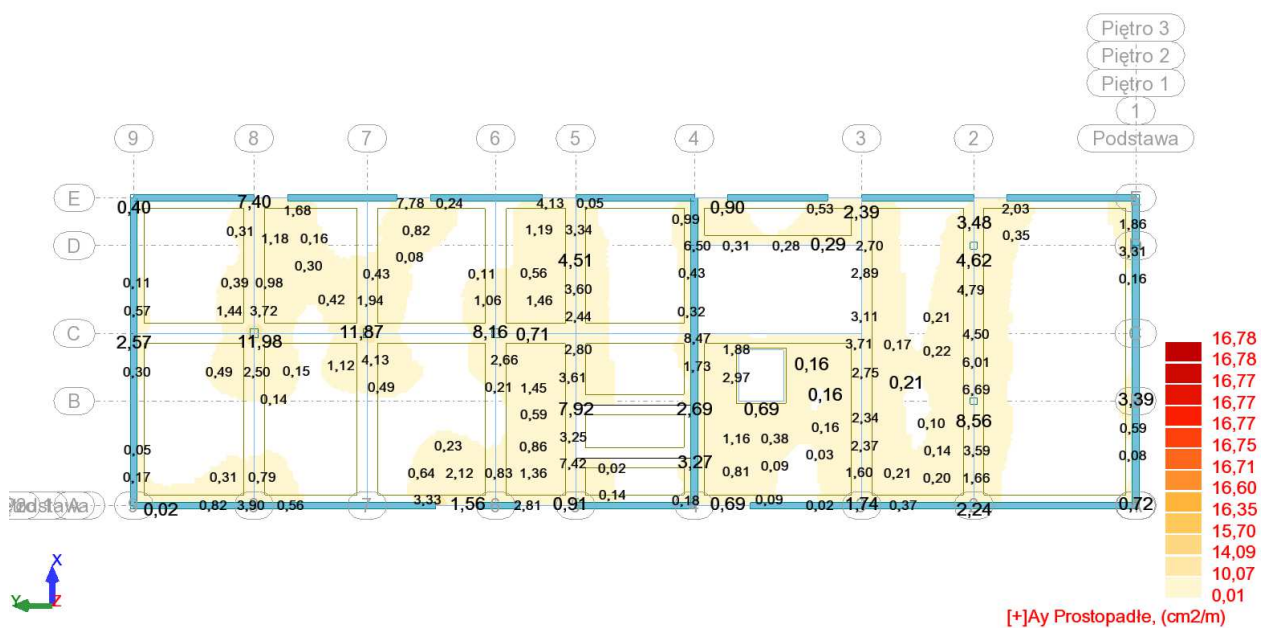 Piętro 3
Piętro 2
Piętro 1
1
9 8 7 6 5 4 3 2 Podstawa
E
0,40 7,40 1,68 7,78 0,24 4,13 0,05 0,99 0,90 0,53 2,39 3,48 2,03 1,86
0,31 1,18 0,16 0,82 1,19 3,34 0,35
D 6,50 0,31 0,28 0,29 2,70 3,31
0,30 0,08 4,51 4,62
0,11 0,39 0,98 0,43 0,11 0,56 0,43 2,89 0,16
0,42 1,94 1,06 1,46 3,60 4,79
0,57 1,44 3,72 2,44 0,32 3,11 0,21
C 2,57 11,98 11,87 8,16 0,71 8,47 3,71 0,17 4,50
2,80 1,88 0,22
0,30 0,49 2,50 0,15 1,12 4,13 2,66 1,73 0,16 2,75 6,01
0,49 0,21 1,45 3,61 2,97 0,16 0,21 6,69
B 0,14 7,92 2,69 0,69 3,39
0,59 2,34 0,10 8,56
0,16 0,59
0,05 0,23 0,86 3,25 1,16 0,38 2,37 0,14 3,59 0,08
0,03
0,17 0,31 0,79 0,64 2,12 0,83 1,36 7,42 0,02 3,27 0,81 0,09 1,60 0,21 0,20 1,66
0,14
0,02 0,82 3,90 0,56 7 3,33 1,56 2,81 0,91 0,18 0,69 0,09 0,02 1,74 0,37 2,24 0,72
16,78
16,78
16,77
16,77
16,77
16,75
16,71
16,60
16,35
15,70
14,09
10,07
0,01
X
Y Z
[+]Ay Prostopadłe, (cm2/m)